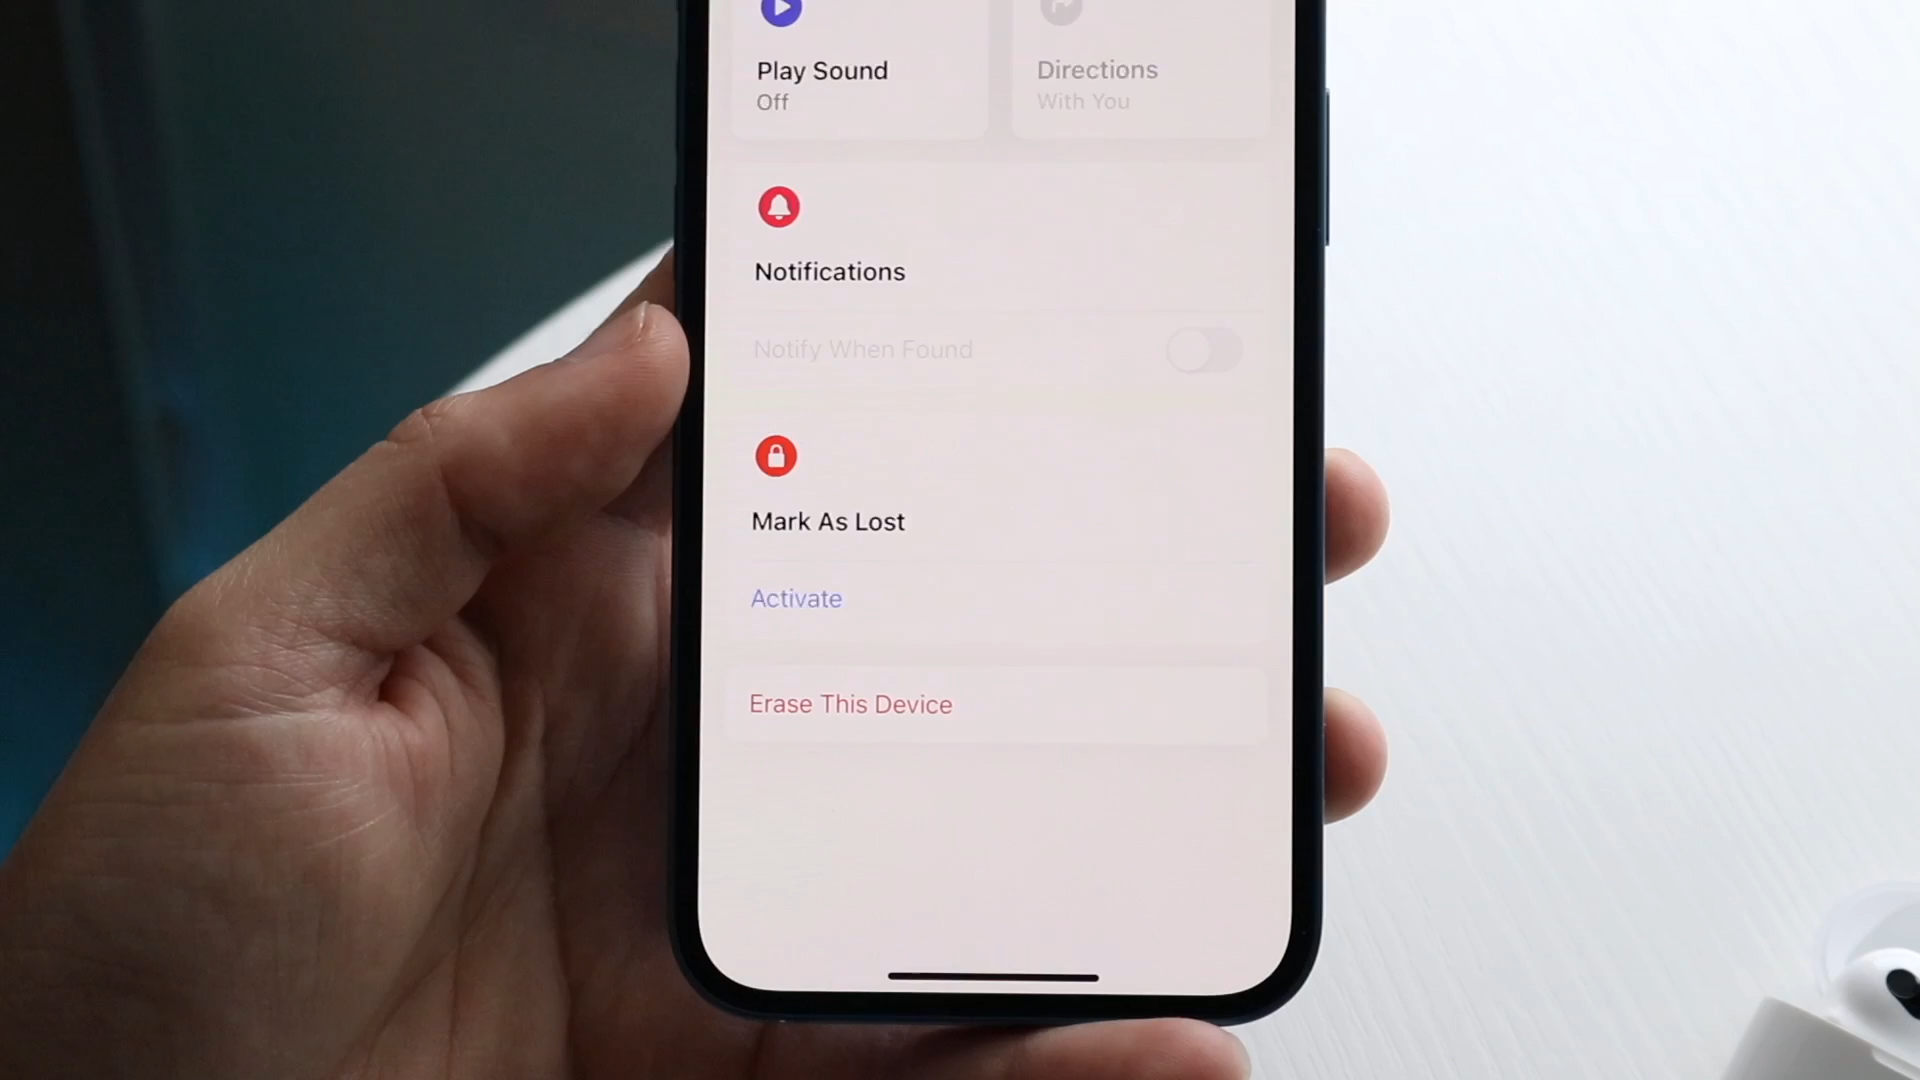 Play Sound
Off
Directions
With You
Notifications
Notify When Found
Mark As Lost
Activate
Erase This Device